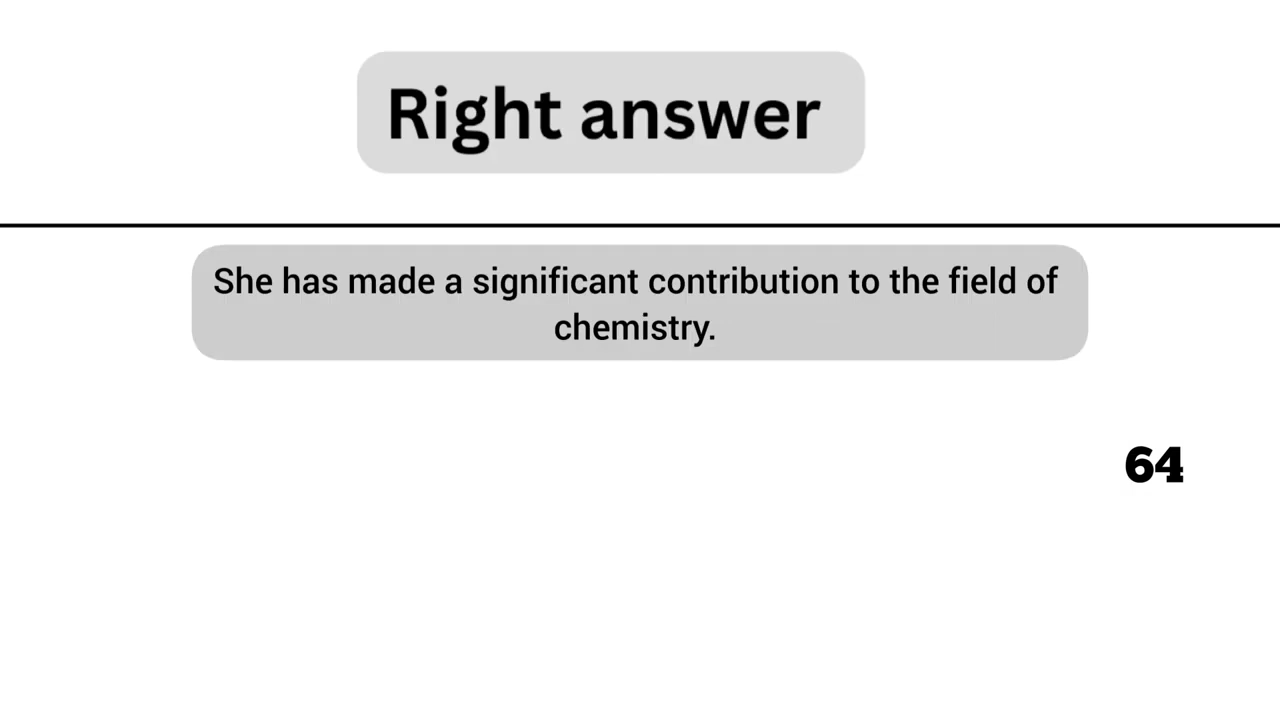 Right answer
She has made a significant contribution to the field of
chemistry.
64